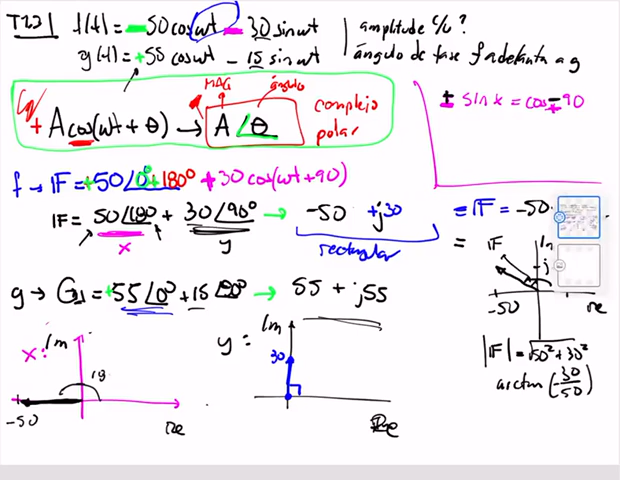 f(t) = -50 cos ωt - 30 sin ωt
y(t) = +55 cos ωt - 15 sin ωt
amplitude c/u ?
ángulo de fase f adelanta a g
MAG
ángulo
+ A cos(ωt + θ) → A ∠θ
complejo
polar
± sin x = cos ∓ 90
f → IF = +50 ∠0° + 180° + 30 cos(ωt + 90)
IF = 50 ∠180° + 30 ∠90° → -50 + j30
x
y
rectangular
= IF = -50
=
IF
Im
j
-50
Re
g → G = +55 ∠0° + 15 ∠90° → 55 + j55
|IF| = √50² + 30²
arctan (-30/50)
x:
Im
18
-50
Re
y =
Im
30
Re